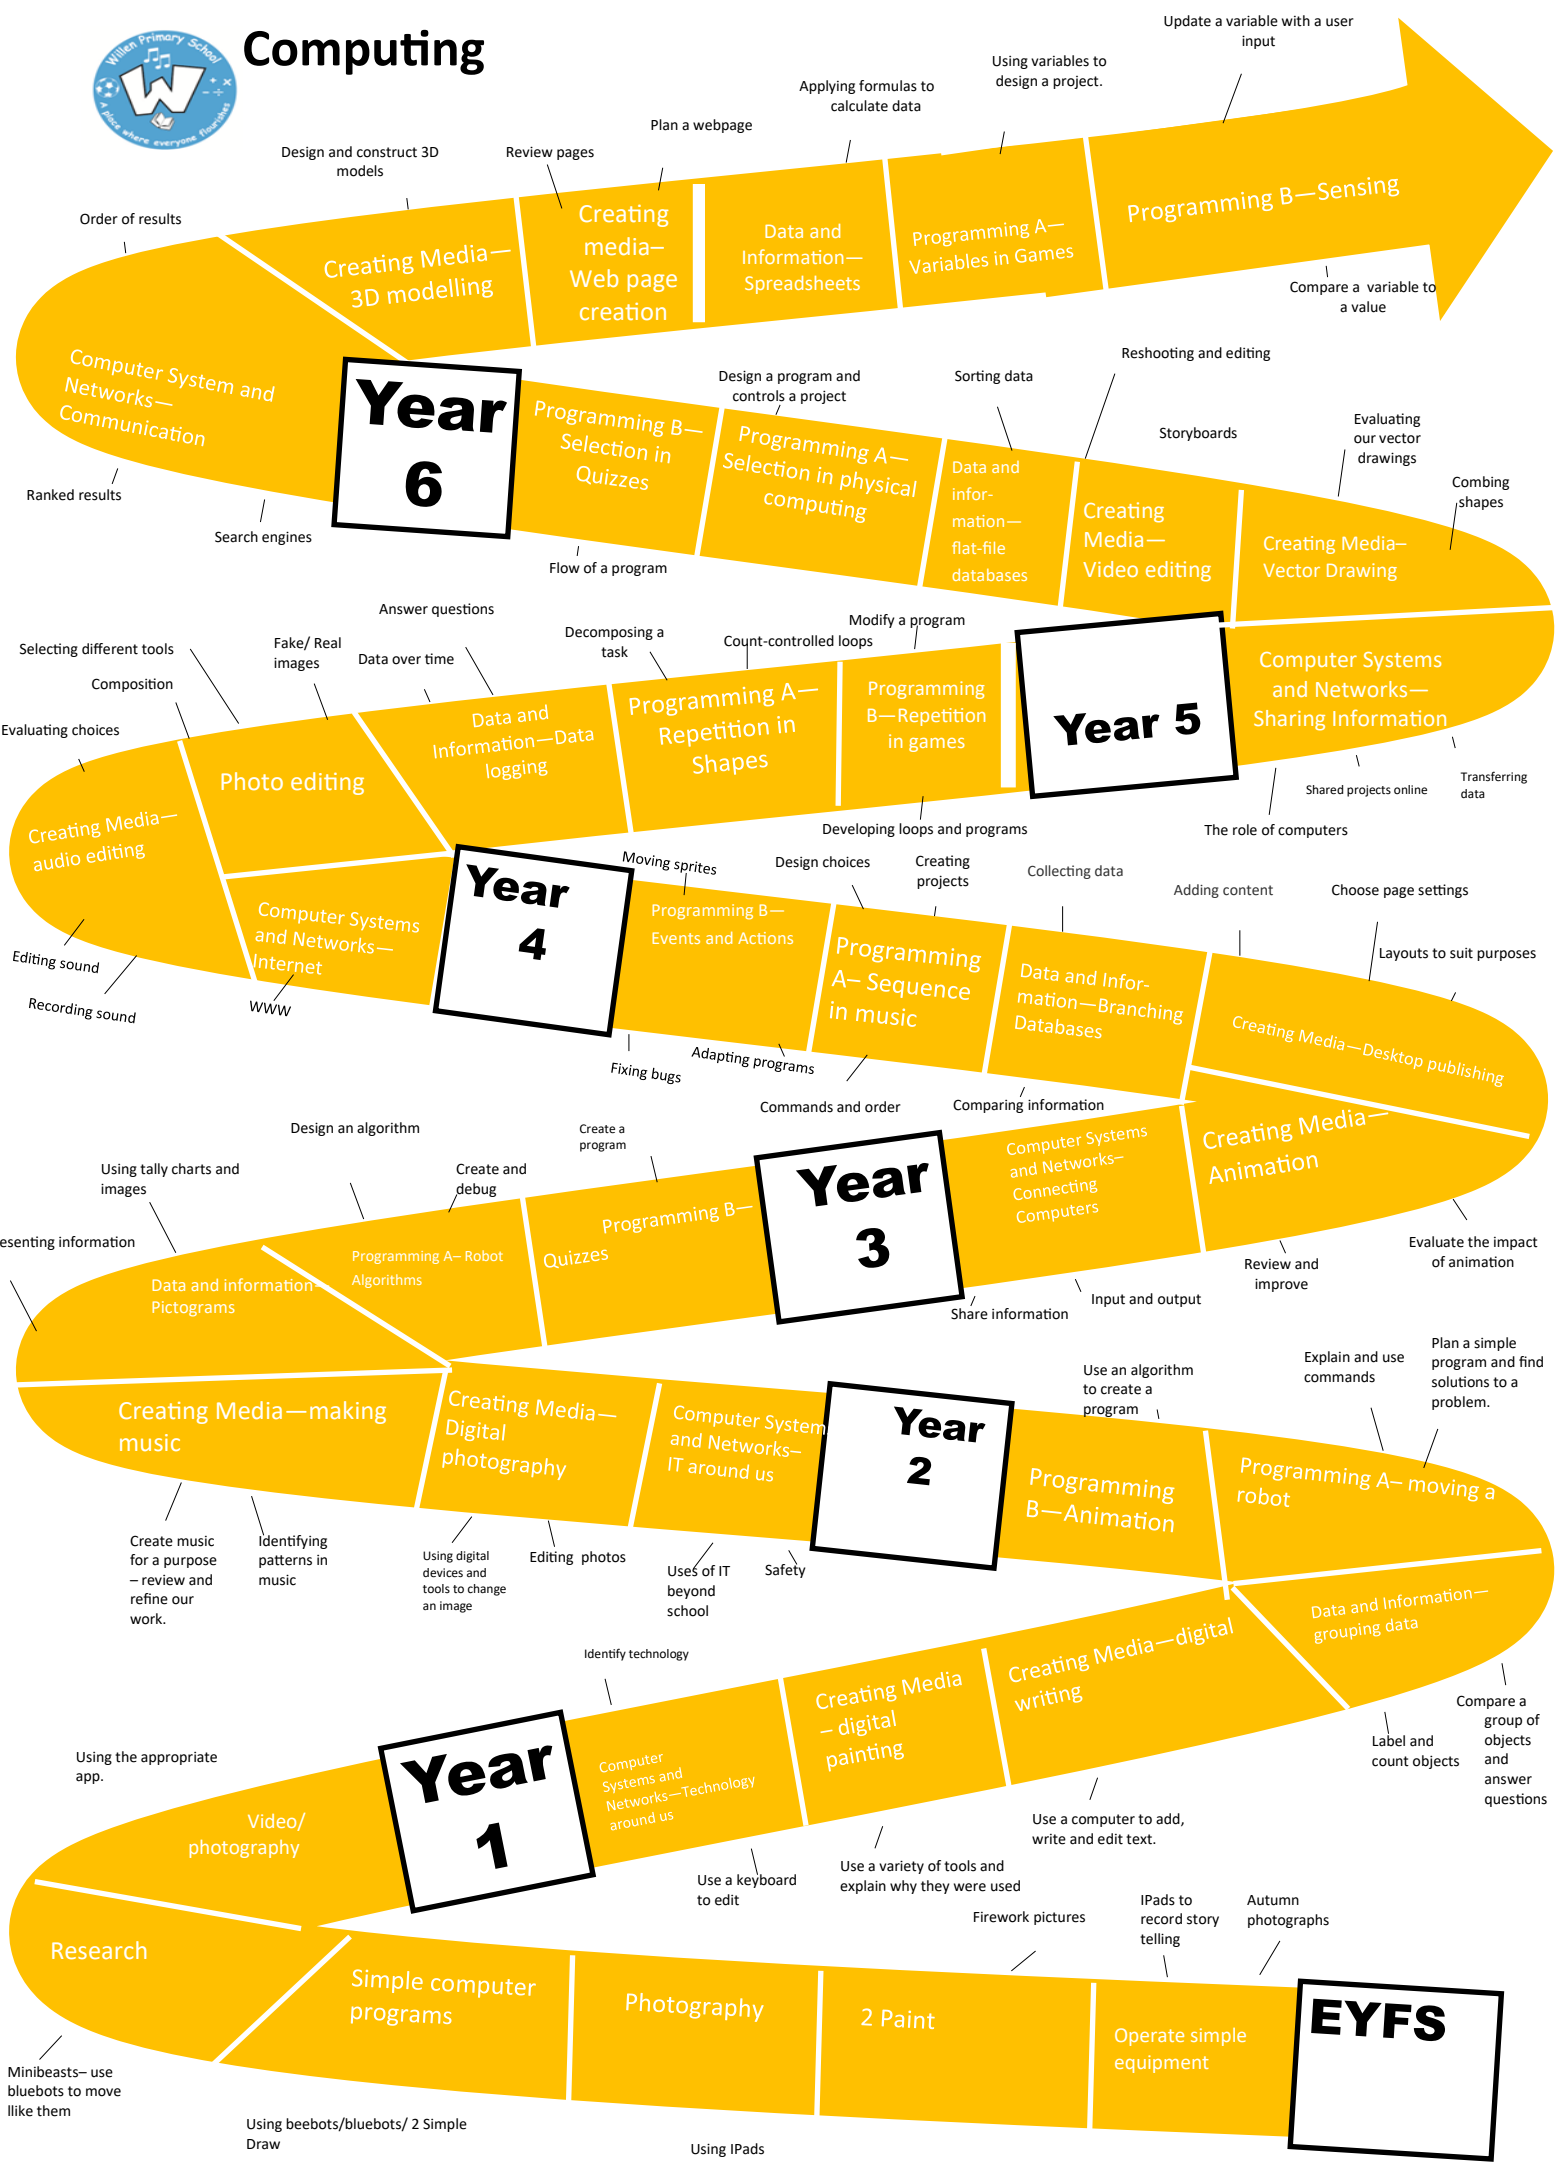 Willen Primary School
A place where everyone flourishes
Computing
Update a variable with a user
input
Using variables to
design a project.
Applying formulas to
calculate data
Plan a webpage
Review pages
Design and construct 3D
models
Order of results
Creating Media—
3D modelling
Creating
media–
Web page
creation
Data and
Information—
Spreadsheets
Programming A—
Variables in Games
Programming B—Sensing
Compare a  variable to
a value
Computer System and
Networks—
Communication
Ranked results
Search engines
Year
6
Programming B—
Selection in
Quizzes
Flow of a program
Design a program and
controls a project
Programming A—
Selection in physical
computing
Sorting data
Data and
infor-
mation—
flat-file
databases
Reshooting and editing
Storyboards
Creating
Media—
Video editing
Evaluating
our vector
drawings
Combing
shapes
Creating Media–
Vector Drawing
Computer Systems
and Networks—
Sharing Information
Transferring
data
Shared projects online
The role of computers
Year 5
Modify a program
Programming
B—Repetition
in games
Developing loops and programs
Count-controlled loops
Decomposing a
task
Programming A—
Repetition in
Shapes
Answer questions
Data over time
Data and
Information—Data
logging
Fake/ Real
images
Selecting different tools
Composition
Photo editing
Evaluating choices
Creating Media—
audio editing
Editing sound
Recording sound
Computer Systems
and Networks—
Internet
WWW
Year
4
Moving sprites
Programming B—
Events and Actions
Fixing bugs
Adapting programs
Design choices
Creating
projects
Programming
A– Sequence
in music
Commands and order
Collecting data
Data and Infor-
mation—Branching
Databases
Comparing information
Adding content
Choose page settings
Layouts to suit purposes
Creating Media—Desktop publishing
Creating Media—
Animation
Evaluate the impact
of animation
Review and
improve
Computer Systems
and Networks–
Connecting
Computers
Input and output
Share information
Year
3
Create a
program
Programming B—
Quizzes
Create and
debug
Design an algorithm
Programming A– Robot
Algorithms
Using tally charts and
images
esenting information
Data and information–
Pictograms
Creating Media—making
music
Create music
for a purpose
– review and
refine our
work.
Identifying
patterns in
music
Creating Media—
Digital
photography
Using digital
devices and
tools to change
an image
Editing  photos
Computer System
and Networks–
IT around us
Uses of IT
beyond
school
Safety
Year
2
Use an algorithm
to create a
program
Programming
B—Animation
Explain and use
commands
Plan a simple
program and find
solutions to a
problem.
Programming A– moving a
robot
Data and Information—
grouping data
Compare a
group of
objects
and
answer
questions
Label and
count objects
Creating Media—digital
writing
Use a computer to add,
write and edit text.
Creating Media
– digital
painting
Use a variety of tools and
explain why they were used
Identify technology
Computer
Systems and
Networks—Technology
around us
Use a keyboard
to edit
Year
1
Using the appropriate
app.
Video/
photography
Research
Minibeasts– use
bluebots to move
llike them
Simple computer
programs
Using beebots/bluebots/ 2 Simple
Draw
Photography
Using IPads
2 Paint
Firework pictures
IPads to
record story
telling
Autumn
photographs
Operate simple
equipment
EYFS